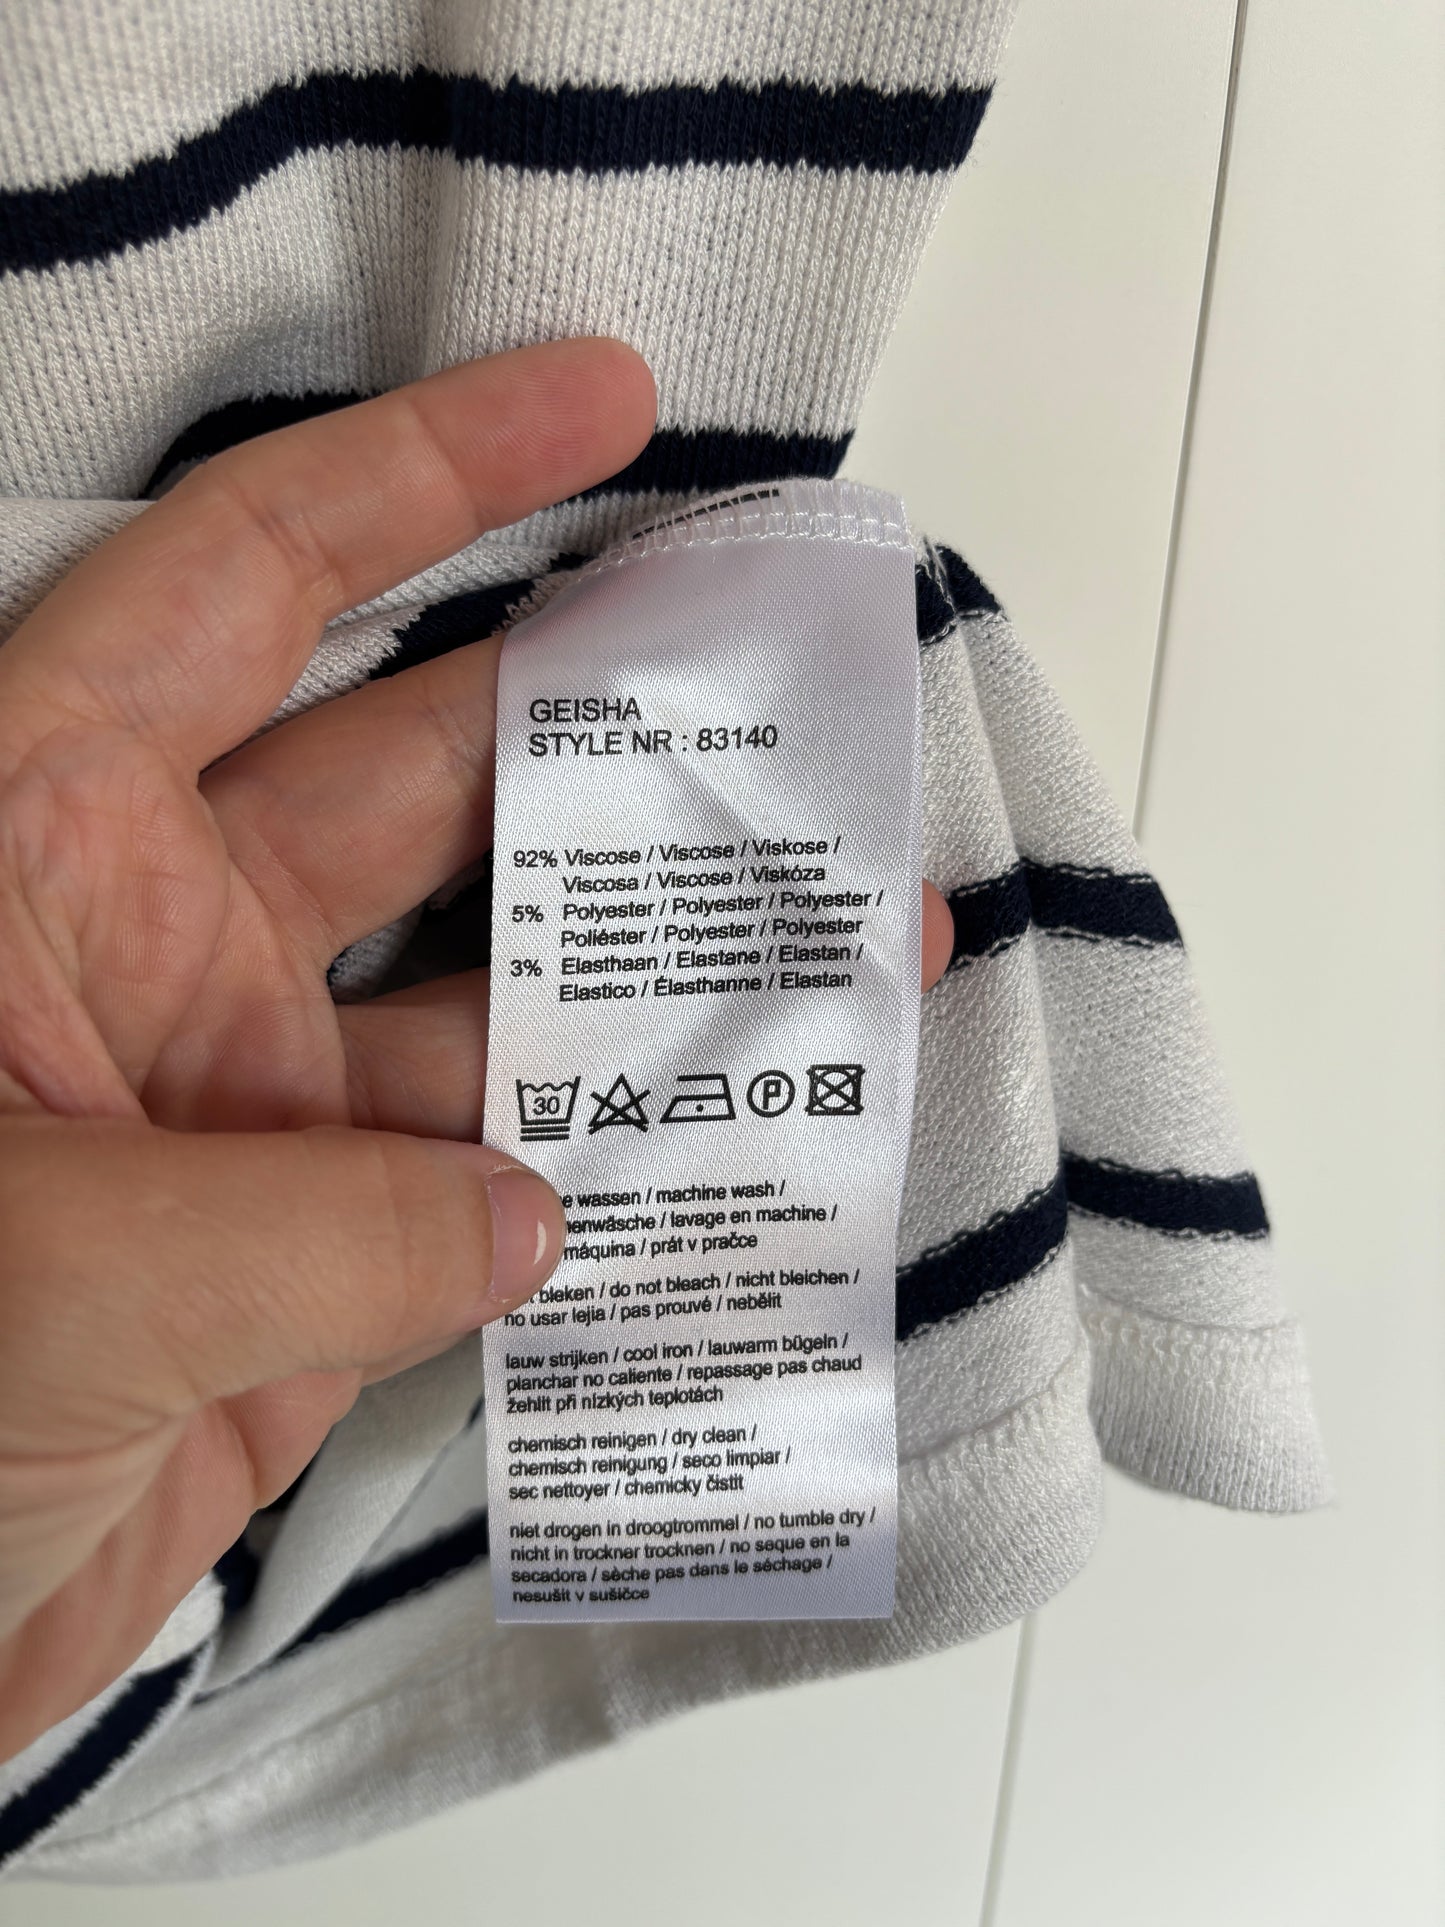 GEISHA
STYLE NR : 83140
92% Viscose / Viscose / Viskose /
Viscosa / Viscose / Viskóza
5% Polyester / Polyester / Polyester /
Poliéster / Polyester / Polyester
3% Elasthaan / Elastane / Elastan /
Elastico / Élasthanne / Elastan
30
P
wassen / machine wash /
lavage en machine /
máquina / prát v pračce
bleken / do not bleach / nicht bleichen /
no usar lejia / pas prouvé / nebělit
lauw strijken / cool iron / lauwarm bügeln /
planchar no caliente / repassage pas chaud
žehlit při nízkých teplotách
chemisch reinigen / dry clean /
chemisch reinigung / seco limpiar /
sec nettoyer / chemicky čistit
niet drogen in droogtrommel / no tumble dry /
nicht in trockner trocknen / no seque en la
secadora / sèche pas dans le séchage /
nesušit v sušičce